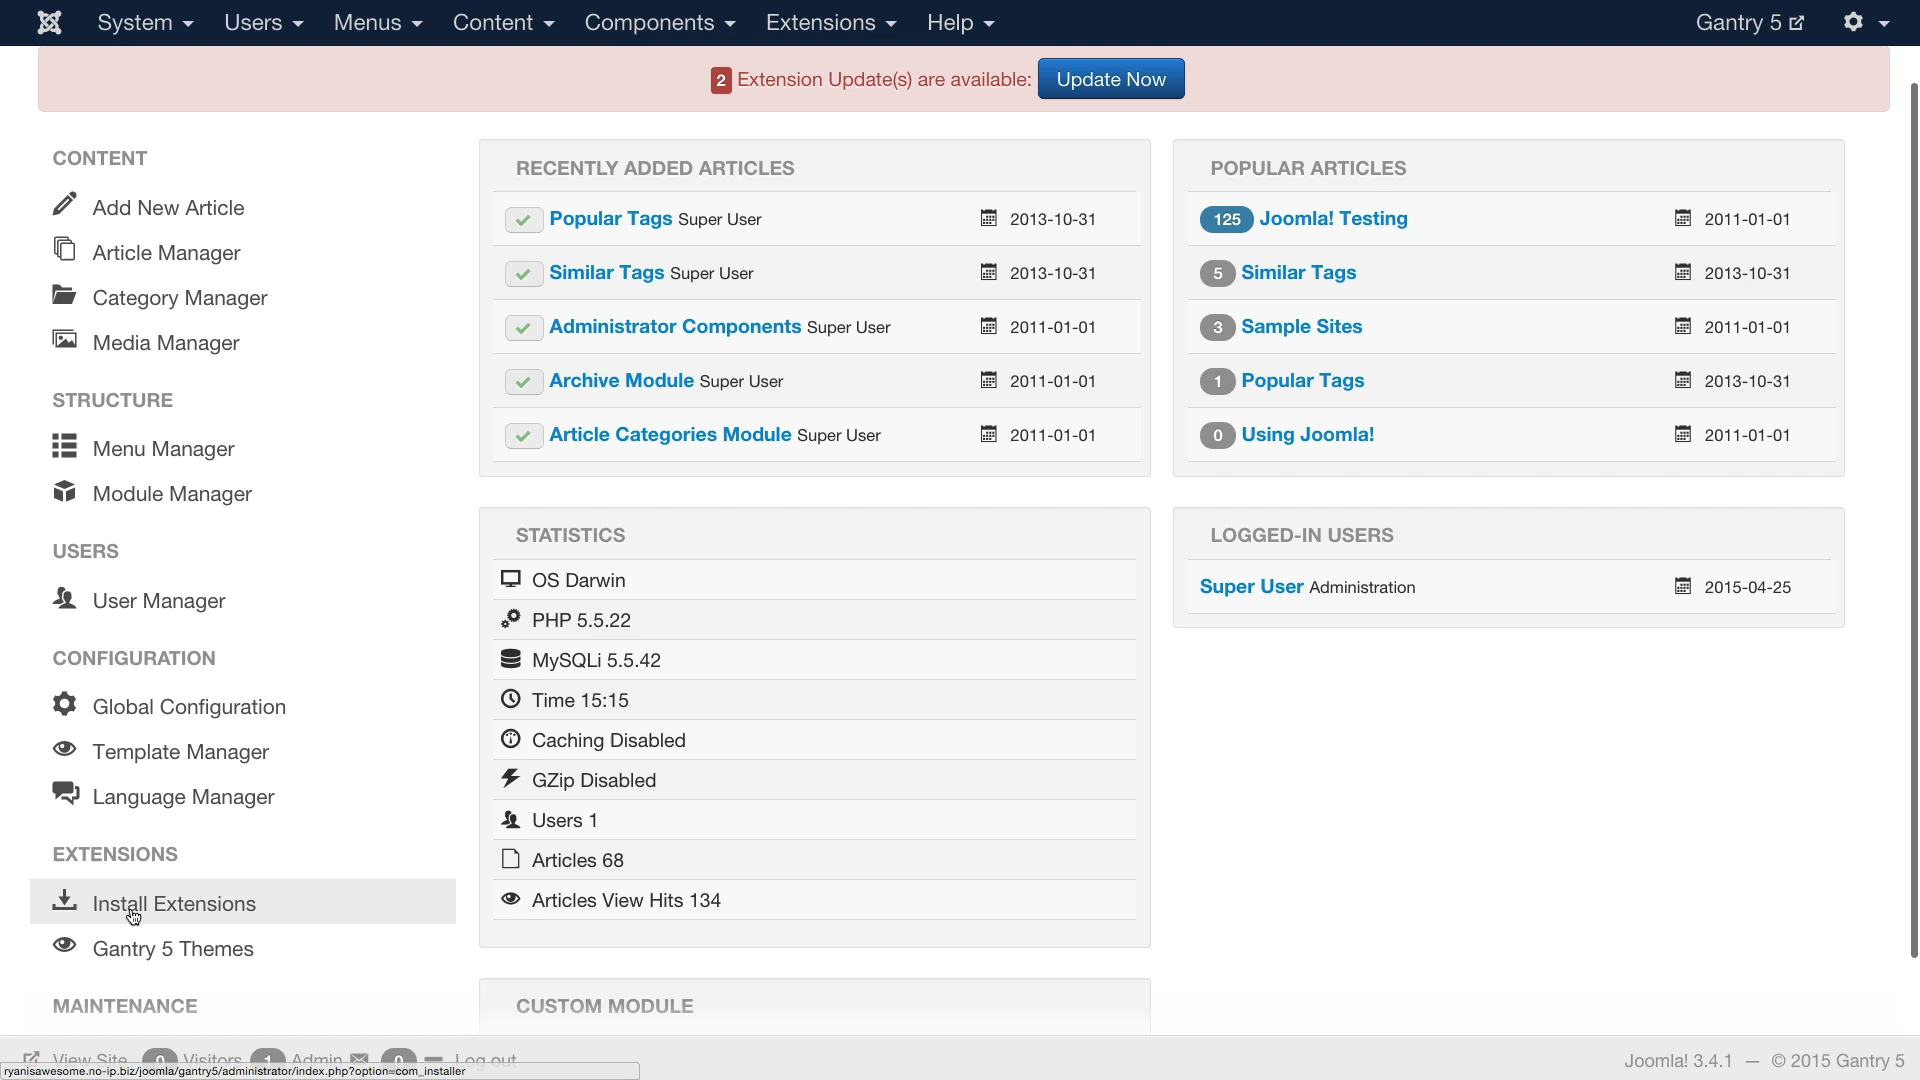 System Users Menus Content Components Extensions Help Gantry 5
2 Extension Update(s) are available: Update Now
CONTENT
Add New Article
Article Manager
Category Manager
Media Manager
STRUCTURE
Menu Manager
Module Manager
USERS
User Manager
CONFIGURATION
Global Configuration
Template Manager
Language Manager
EXTENSIONS
Install Extensions
Gantry 5 Themes
MAINTENANCE
RECENTLY ADDED ARTICLES
Popular Tags Super User 2013-10-31
Similar Tags Super User 2013-10-31
Administrator Components Super User 2011-01-01
Archive Module Super User 2011-01-01
Article Categories Module Super User 2011-01-01
POPULAR ARTICLES
125 Joomla! Testing 2011-01-01
5 Similar Tags 2013-10-31
3 Sample Sites 2011-01-01
1 Popular Tags 2013-10-31
0 Using Joomla! 2011-01-01
STATISTICS
OS Darwin
PHP 5.5.22
MySQLi 5.5.42
Time 15:15
Caching Disabled
GZip Disabled
Users 1
Articles 68
Articles View Hits 134
LOGGED-IN USERS
Super User Administration 2015-04-25
CUSTOM MODULE
View Site 0 Visitors 1 Admin 0 Log out
Joomla! 3.4.1 — © 2015 Gantry 5
ryanisawesome.no-ip.biz/joomla/gantry5/administrator/index.php?option=com_installer